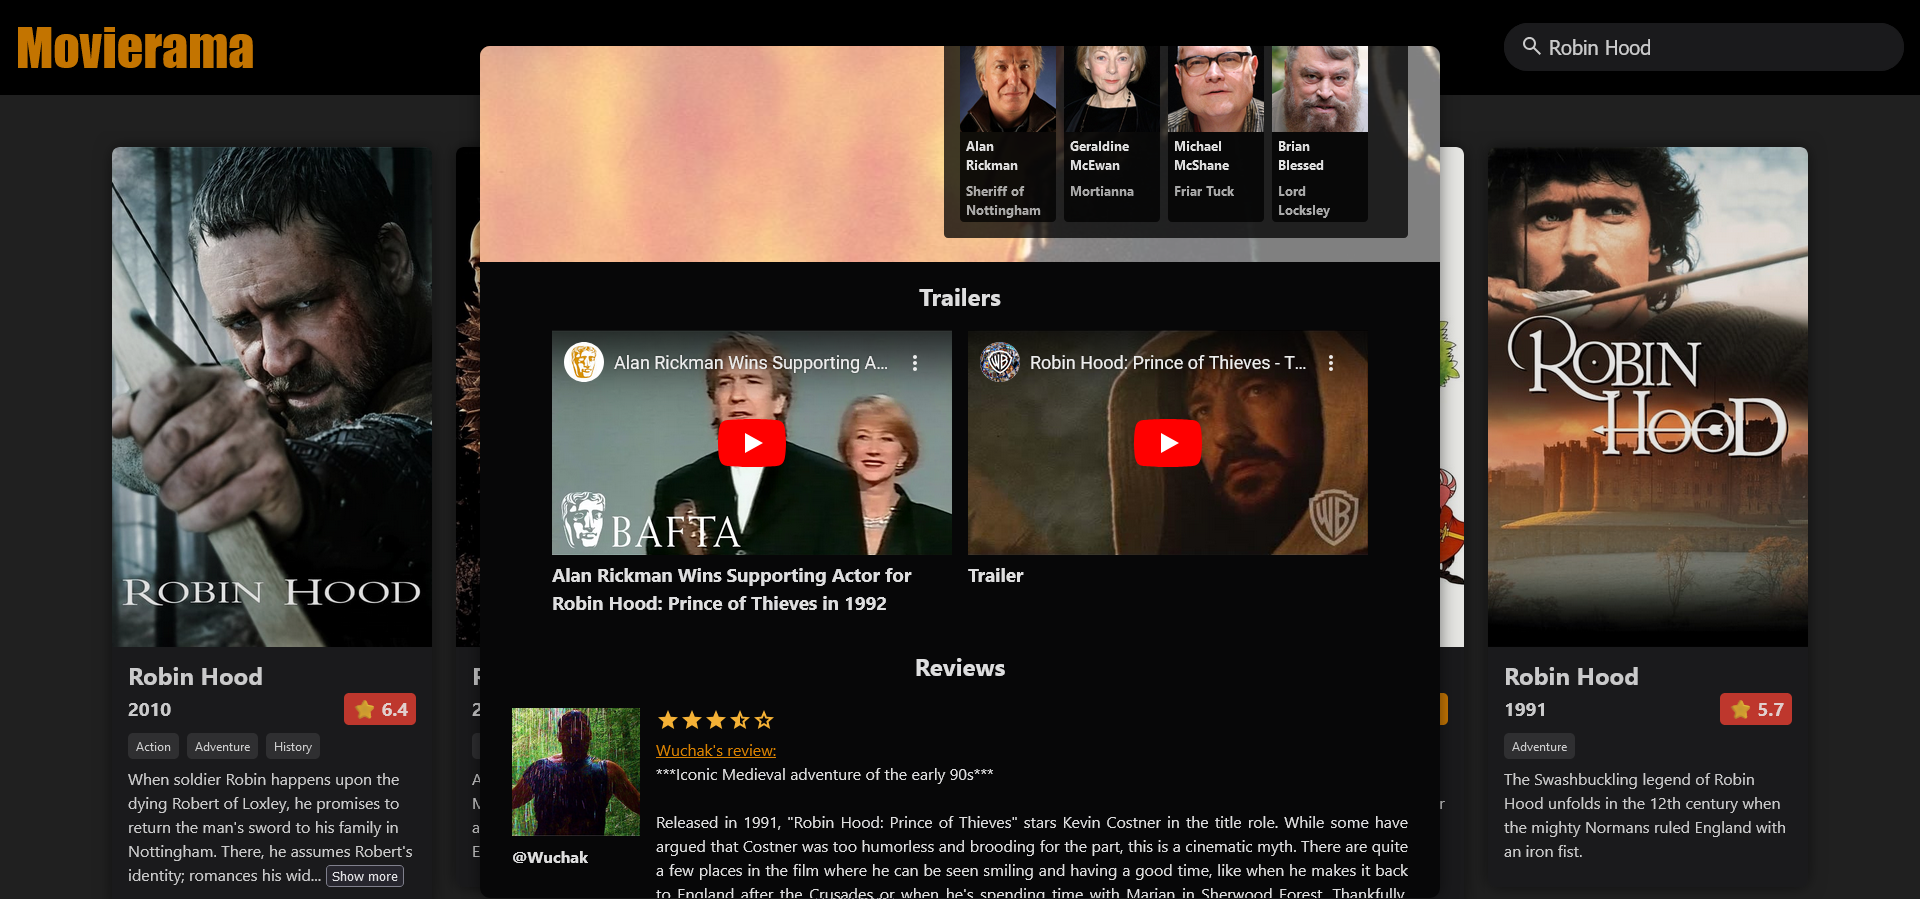 Movierama
Robin Hood
Alan
Rickman
Sheriff of
Nottingham
Geraldine
McEwan
Mortianna
Michael
McShane
Friar Tuck
Brian
Blessed
Lord
Locksley
Trailers
Alan Rickman Wins Supporting A...
BAFTA
Alan Rickman Wins Supporting Actor for
Robin Hood: Prince of Thieves in 1992
Robin Hood: Prince of Thieves - T...
WB
Trailer
Reviews
Wuchak's review:
***Iconic Medieval adventure of the early 90s***
Released in 1991, "Robin Hood: Prince of Thieves" stars Kevin Costner in the title role. While some have
argued that Costner was too humorless and brooding for the part, this is a cinematic myth. There are quite
a few places in the film where he can be seen smiling and having a good time, like when he makes it back
to England after the Crusades or when he's spending time with Marian in Sherwood Forest. Thankfully,
@Wuchak
ROBIN HOOD
Robin Hood
2010
6.4
Action
Adventure
History
When soldier Robin happens upon the
dying Robert of Loxley, he promises to
return the man's sword to his family in
Nottingham. There, he assumes Robert's
identity; romances his wid... Show more
ROBIN
HOOD
Robin Hood
1991
5.7
Adventure
The Swashbuckling legend of Robin
Hood unfolds in the 12th century when
the mighty Normans ruled England with
an iron fist.